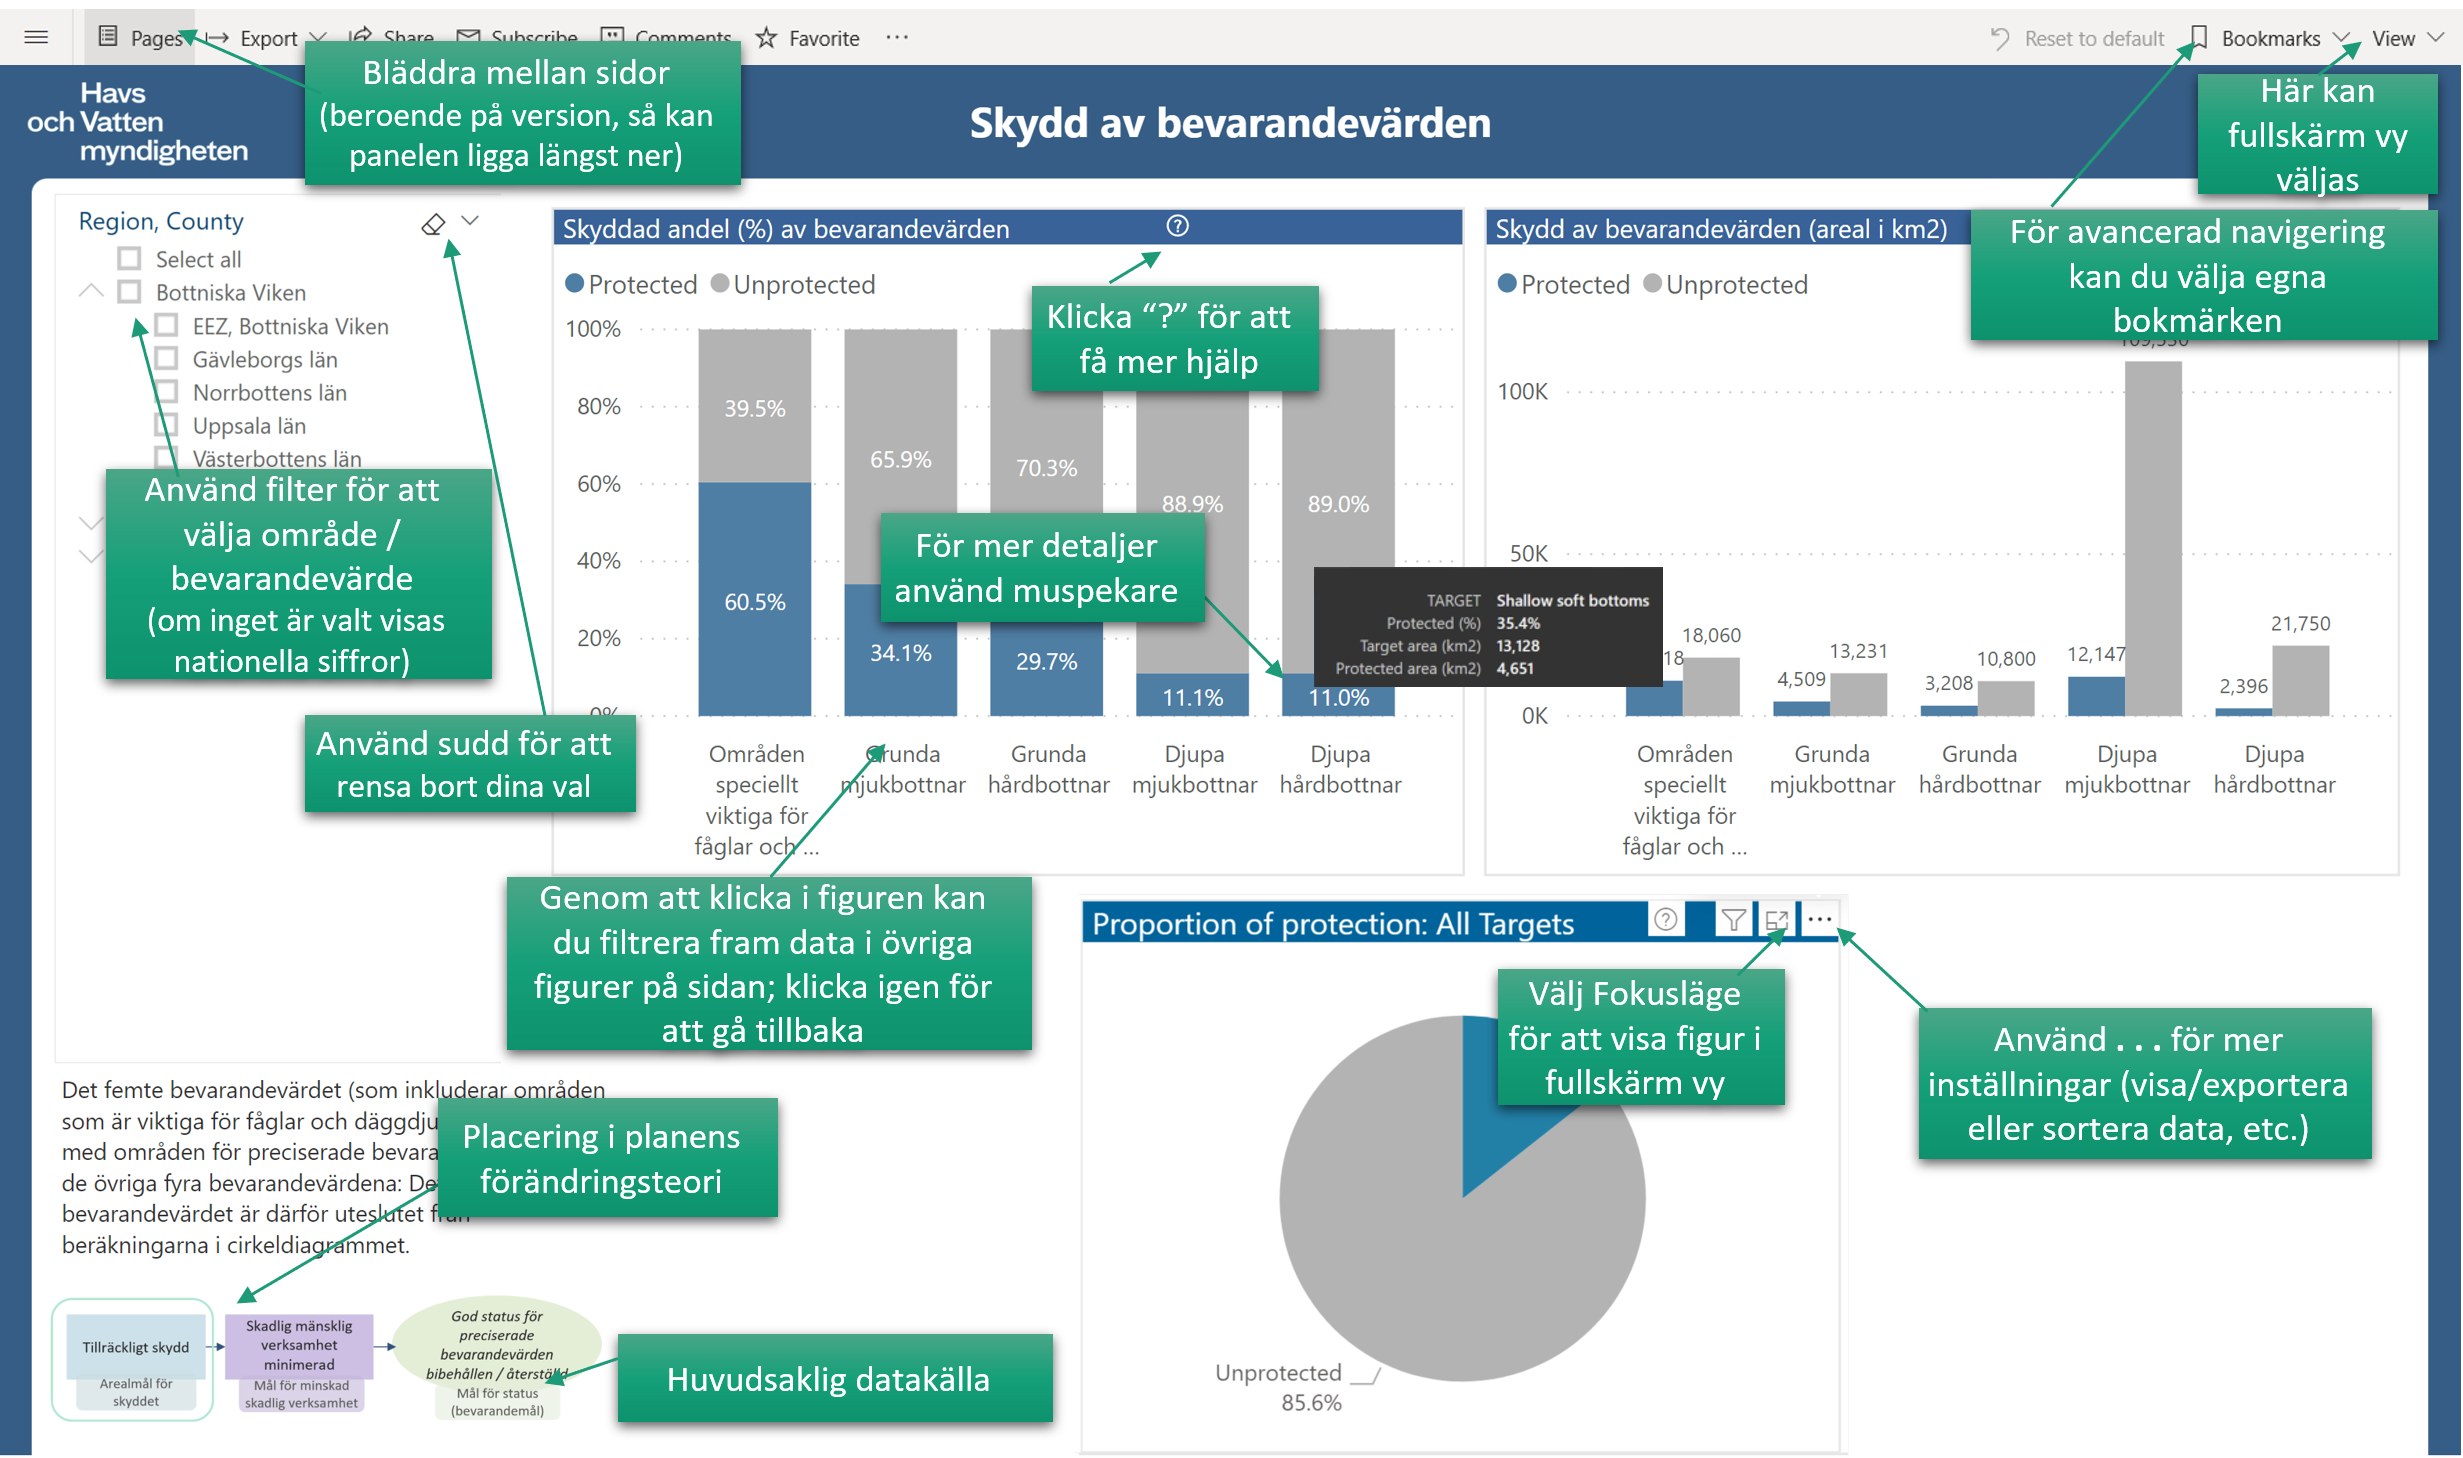 Pages
Export
Share
Subscribe
Comments
Favorite
Reset to default
Bookmarks
View
Bläddra mellan sidor
(beroende på version, så kan
panelen ligga längst ner)
Här kan
fullskärm vy
väljas
Havs
och Vatten
myndigheten
Skydd av bevarandevärden
För avancerad navigering
kan du välja egna
bokmärken
Region, County
Select all
Bottniska Viken
EEZ, Bottniska Viken
Gävleborgs län
Norrbottens län
Uppsala län
Västerbottens län
Använd filter för att
välja område /
bevarandevärde
(om inget är valt visas
nationella siffror)
Använd sudd för att
rensa bort dina val
Skyddad andel (%) av bevarandevärden
?
Protected Unprotected
Klicka “?” för att
få mer hjälp
100%
80%
60%
40%
20%
0%
39.5%
65.9%
70.3%
88.9%
89.0%
60.5%
34.1%
29.7%
11.1%
11.0%
För mer detaljer
använd muspekare
TARGET Shallow soft bottoms
Protected (%) 35.4%
Target area (km2) 13,128
Protected area (km2) 4,651
Områden
speciellt
viktiga för
fåglar och ...
Grunda
mjukbottnar
Grunda
hårdbottnar
Djupa
mjukbottnar
Djupa
hårdbottnar
Genom att klicka i figuren kan
du filtrera fram data i övriga
figurer på sidan; klicka igen för
att gå tillbaka
Skydd av bevarandevärden (areal i km2)
Protected Unprotected
100K
50K
0K
18
18,060
4,509
13,231
3,208
10,800
12,147
2,396
21,750
Områden
speciellt
viktiga för
fåglar och ...
Grunda
mjukbottnar
Grunda
hårdbottnar
Djupa
mjukbottnar
Djupa
hårdbottnar
Proportion of protection: All Targets
?
Välj Fokusläge
för att visa figur i
fullskärm vy
Använd . . . för mer
inställningar (visa/exportera
eller sortera data, etc.)
Unprotected
85.6%
Det femte bevarandevärdet (som inkluderar områden
som är viktiga för fåglar och däggdju
med områden för preciserade bevara
de övriga fyra bevarandevärdena: De
bevarandevärdet är därför uteslutet från
beräkningarna i cirkeldiagrammet.
Placering i planens
förändringsteori
Tillräckligt skydd
Arealmål för
skyddet
Skadlig mänsklig
verksamhet
minimerad
Mål för minskad
skadlig verksamhet
God status för
preciserade
bevarandevärden
bibehållen / återställd
Mål för status
(bevarandemål)
Huvudsaklig datakälla